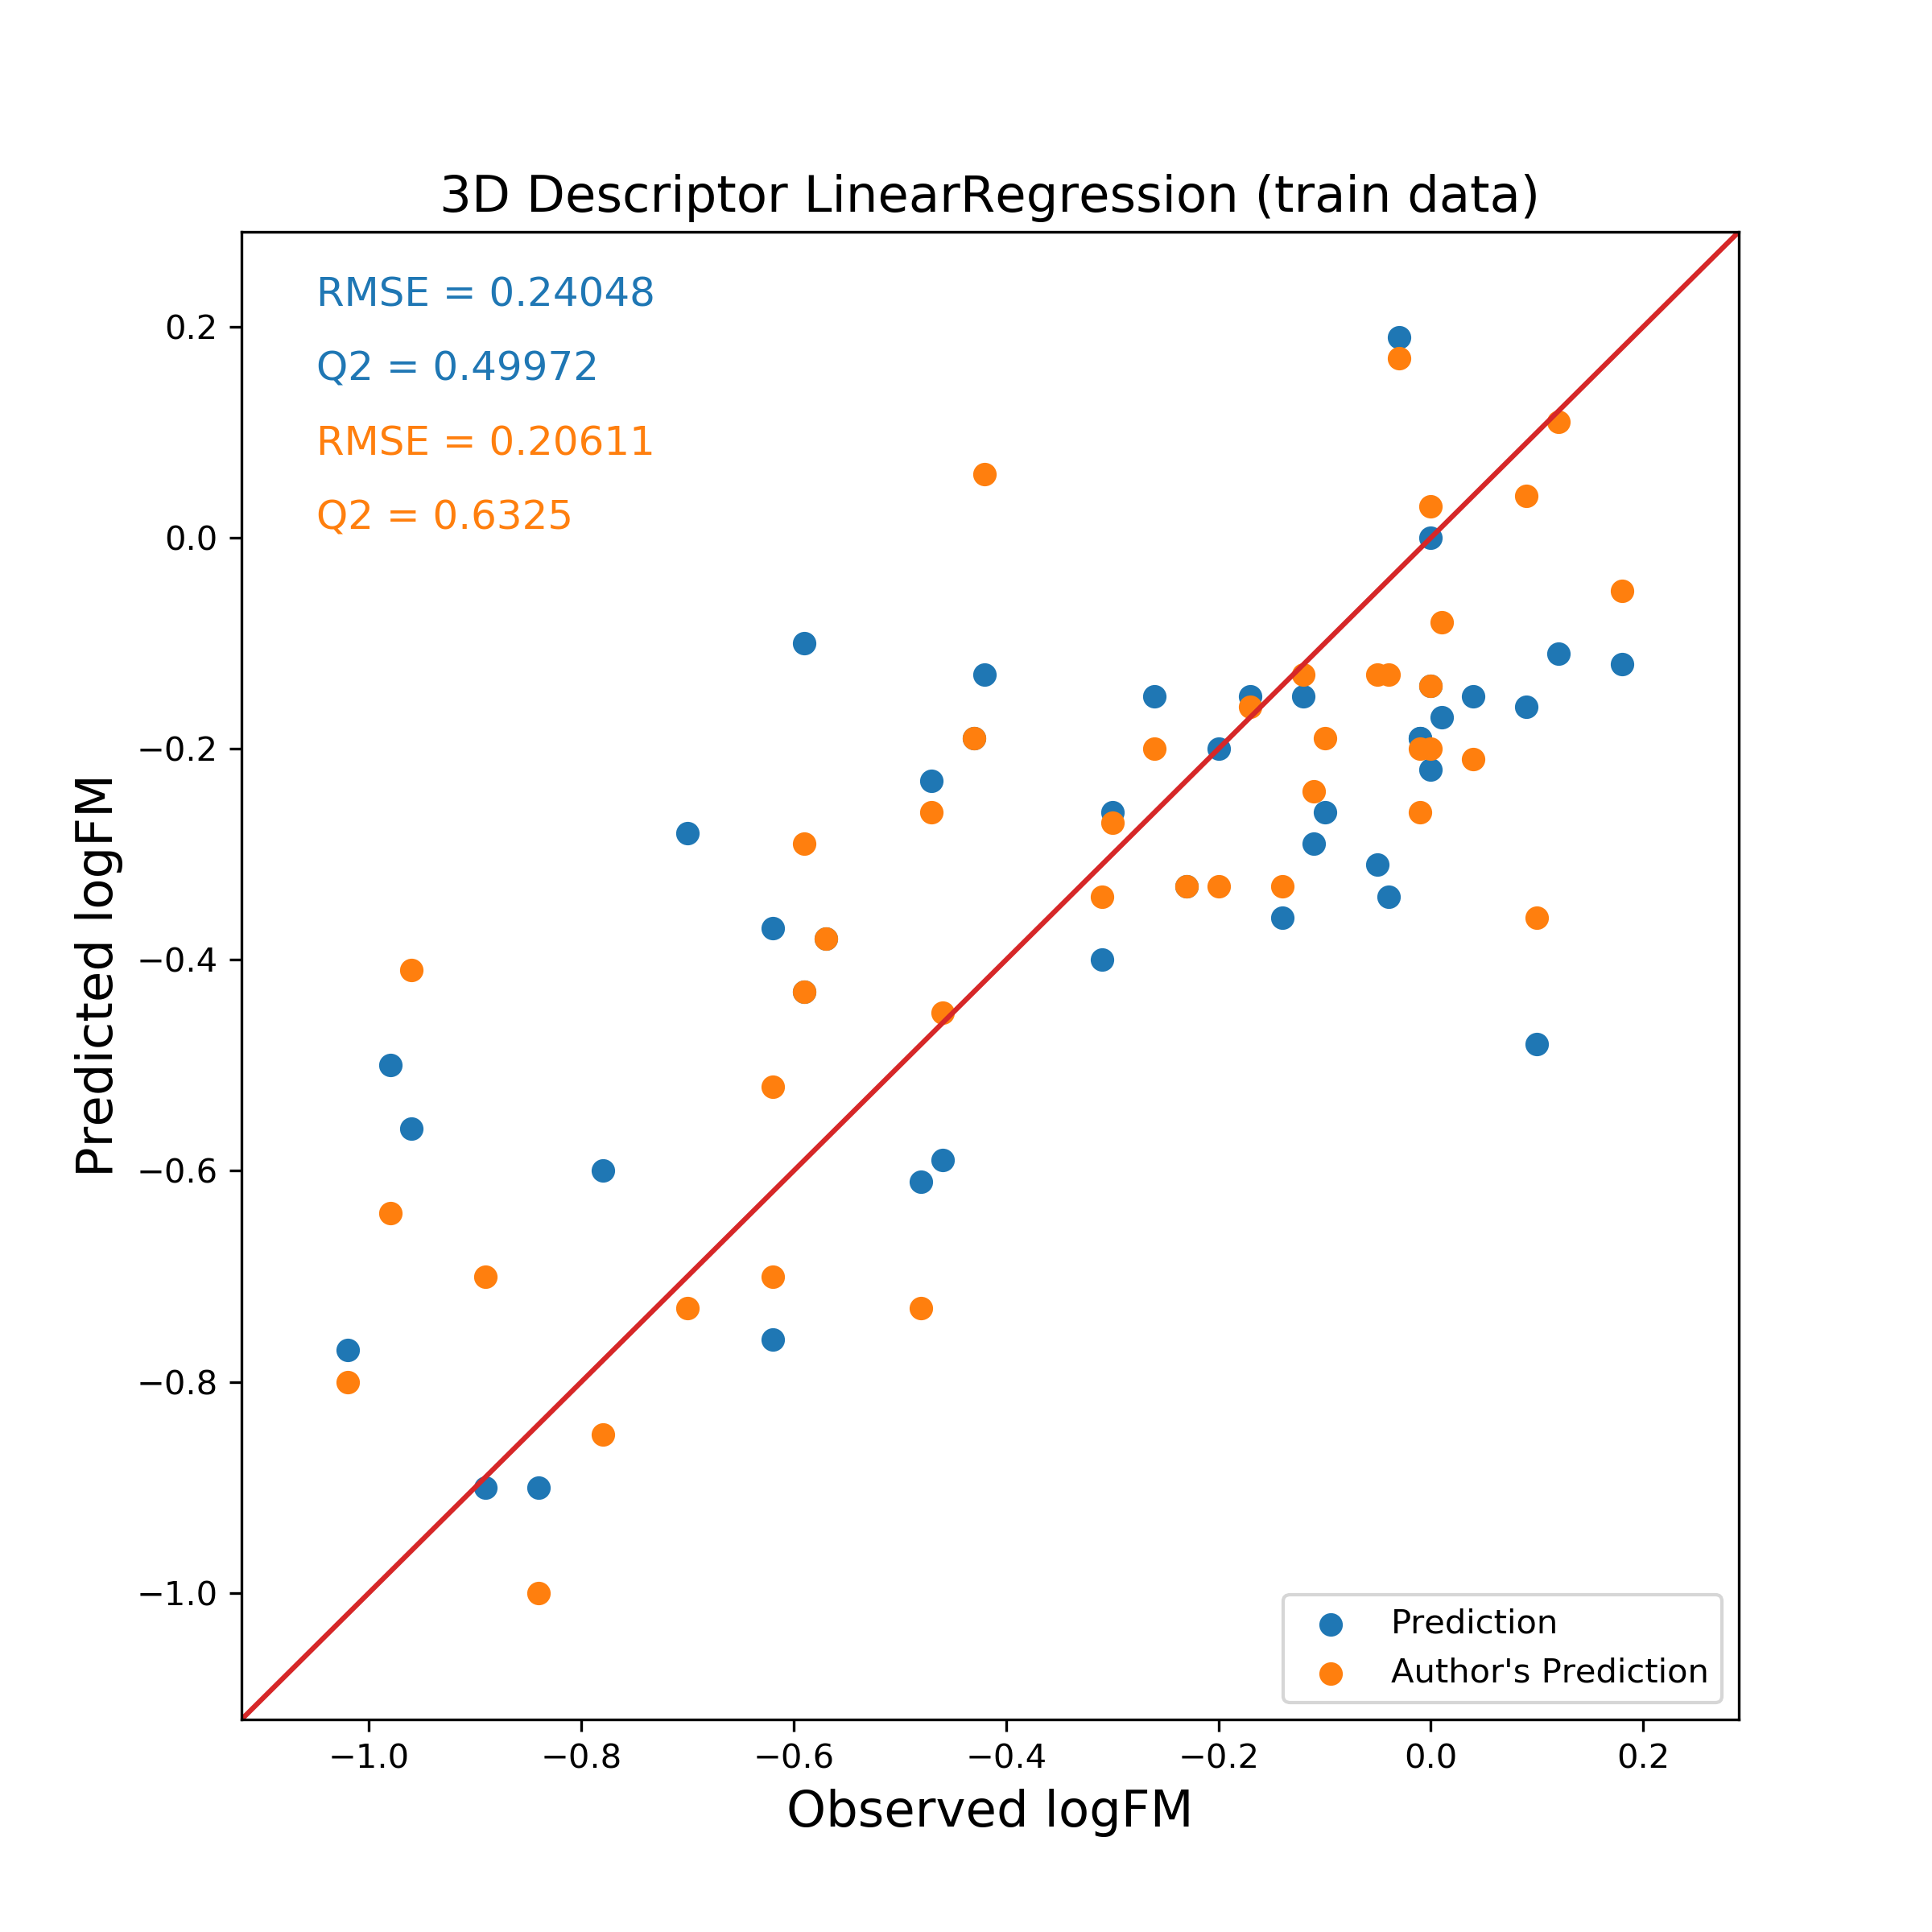 3D Descriptor LinearRegression (train data)
RMSE = 0.24048
Q2 = 0.49972
RMSE = 0.20611
Q2 = 0.6325
0.2
0.0
−0.2
−0.4
−0.6
−0.8
−1.0
Predicted logFM
Prediction
Author's Prediction
−1.0 −0.8 −0.6 −0.4 −0.2 0.0 0.2
Observed logFM